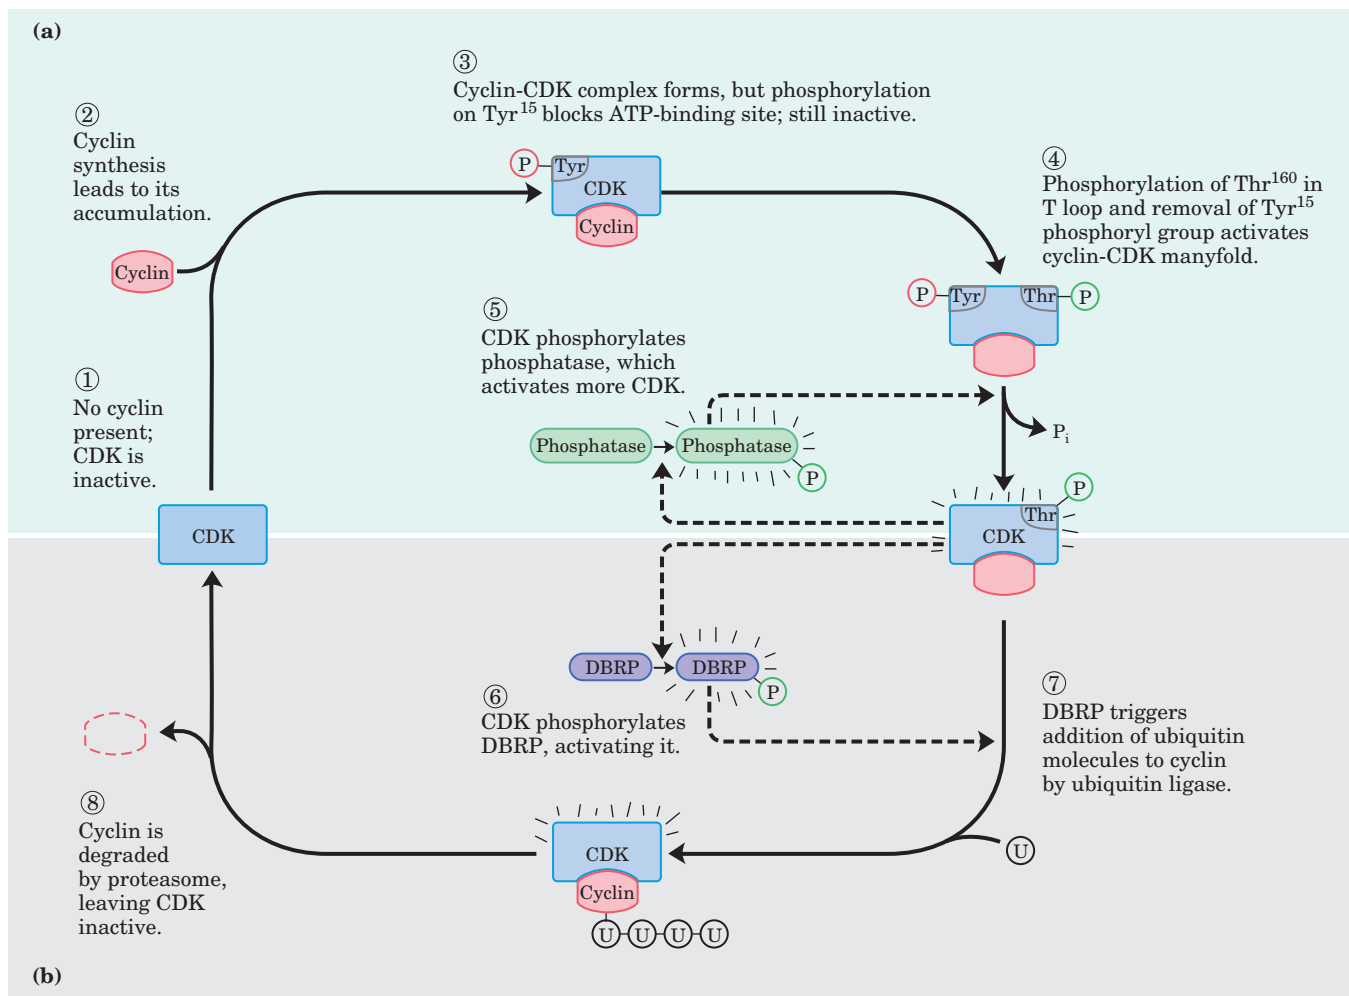 (a)
③
Cyclin-CDK complex forms, but phosphorylation
on Tyr¹⁵ blocks ATP-binding site; still inactive.
②
Cyclin
synthesis
leads to its
accumulation.
④
Phosphorylation of Thr¹⁶⁰ in
T loop and removal of Tyr¹⁵
phosphoryl group activates
cyclin-CDK manyfold.
P
Tyr
CDK
Cyclin
Cyclin
P
Tyr
Thr
P
⑤
CDK phosphorylates
phosphatase, which
activates more CDK.
①
No cyclin
present;
CDK is
inactive.
Phosphatase
Phosphatase
P
Pᵢ
P
Thr
CDK
CDK
DBRP
DBRP
P
⑥
CDK phosphorylates
DBRP, activating it.
⑦
DBRP triggers
addition of ubiquitin
molecules to cyclin
by ubiquitin ligase.
⑧
Cyclin is
degraded
by proteasome,
leaving CDK
inactive.
CDK
Cyclin
U
U U U U
(b)